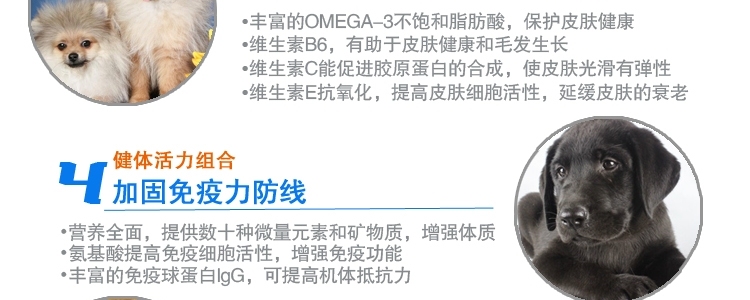 •丰富的OMEGA-3不饱和脂肪酸，保护皮肤健康
•维生素B6，有助于皮肤健康和毛发生长
•维生素C能促进胶原蛋白的合成，使皮肤光滑有弹性
•维生素E抗氧化，提高皮肤细胞活性，延缓皮肤的衰老
4
健体活力组合
加固免疫力防线
•营养全面，提供数十种微量元素和矿物质，增强体质
•氨基酸提高免疫细胞活性，增强免疫功能
•丰富的免疫球蛋白IgG，可提高机体抵抗力